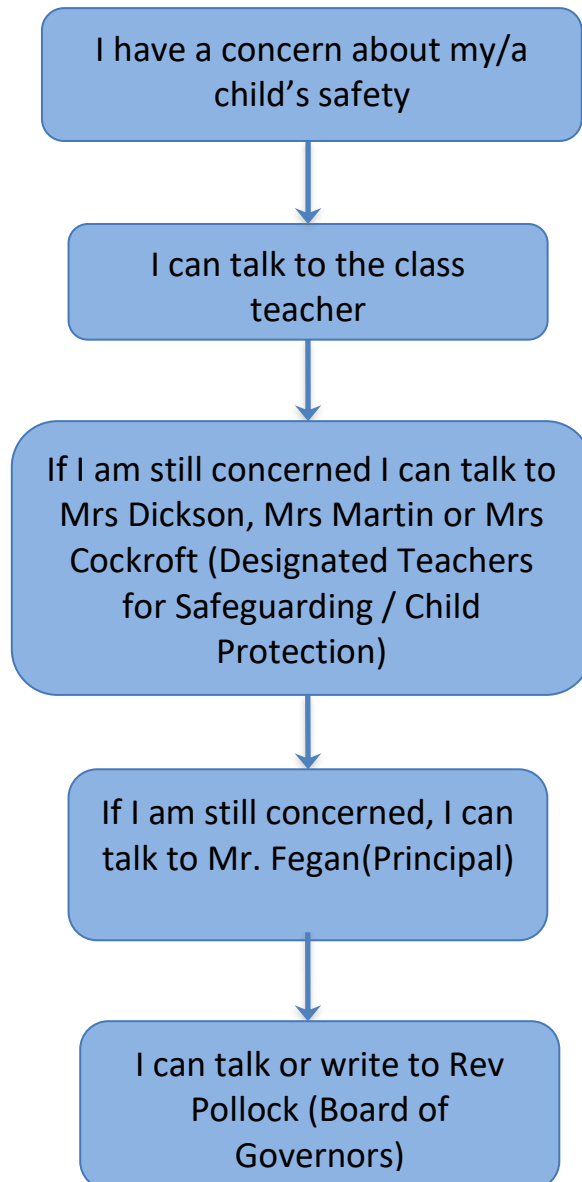 I have a concern about my/a
child’s safety
I can talk to the class
teacher
If I am still concerned I can talk to
Mrs Dickson, Mrs Martin or Mrs
Cockroft (Designated Teachers
for Safeguarding / Child
Protection)
If I am still concerned, I can
talk to Mr. Fegan(Principal)
I can talk or write to Rev
Pollock (Board of
Governors)